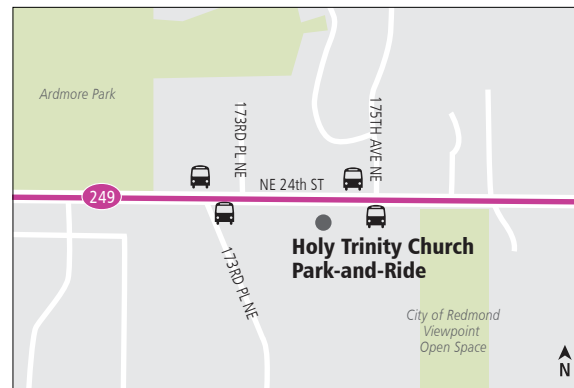 Ardmore Park
173RD PL NE
175TH AVE NE
NE 24th ST
249
Holy Trinity Church
Park-and-Ride
173RD PL NE
City of Redmond
Viewpoint
Open Space
N